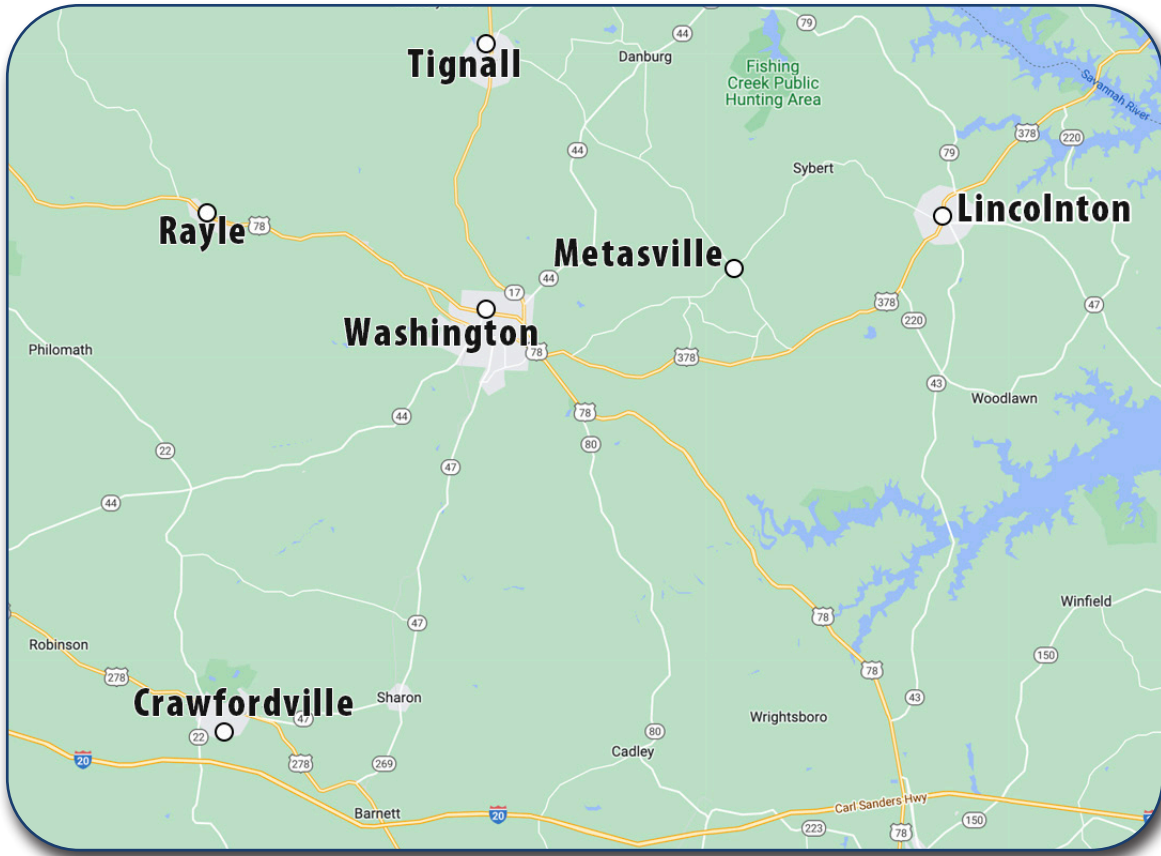 44
79
Tignall
Danburg
Fishing
Creek Public
Hunting Area
Savannah River
378
220
44
79
Sybert
Rayle
78
Lincolnton
Metasville
44
17
378
47
220
Washington
78
378
Philomath
43
Woodlawn
44
78
80
22
47
44
Winfield
78
47
Robinson
150
278
78
Crawfordville
Sharon
43
47
Wrightsboro
22
80
Cadley
20
278
269
Carl Sanders Hwy
Barnett
20
223
78
150